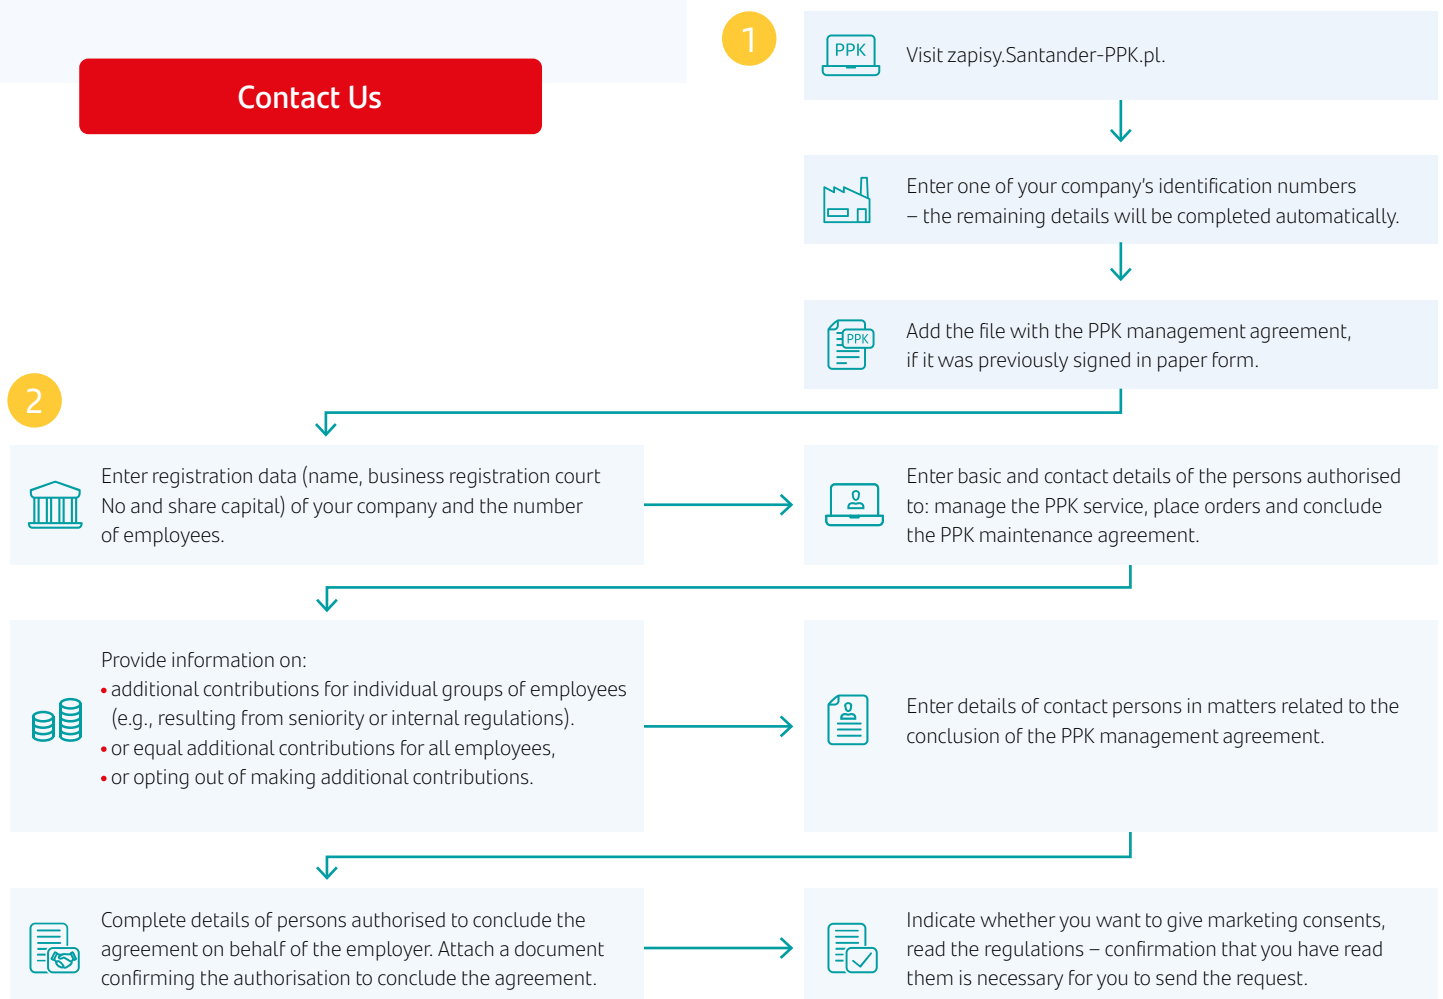 Contact Us
1
PPK
Visit zapisy.Santander-PPK.pl.
Enter one of your company's identification numbers
– the remaining details will be completed automatically.
PPK
Add the file with the PPK management agreement,
if it was previously signed in paper form.
2
Enter registration data (name, business registration court
No and share capital) of your company and the number
of employees.
Enter basic and contact details of the persons authorised
to: manage the PPK service, place orders and conclude
the PPK maintenance agreement.
Provide information on:
• additional contributions for individual groups of employees
(e.g., resulting from seniority or internal regulations).
• or equal additional contributions for all employees,
• or opting out of making additional contributions.
Enter details of contact persons in matters related to the
conclusion of the PPK management agreement.
Complete details of persons authorised to conclude the
agreement on behalf of the employer. Attach a document
confirming the authorisation to conclude the agreement.
Indicate whether you want to give marketing consents,
read the regulations – confirmation that you have read
them is necessary for you to send the request.